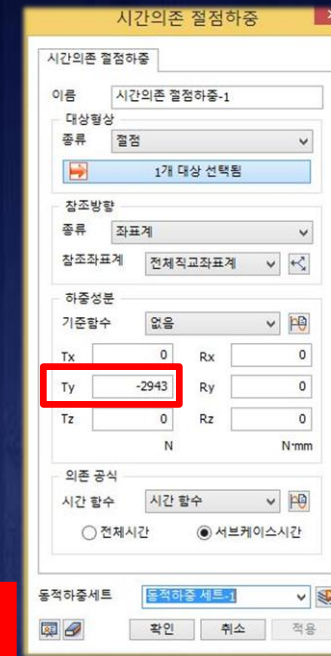 시간의존 절점하중
시간의존 절점하중
이름 시간의존 절점하중-1
대상형상
종류 절점
1개 대상 선택됨
참조방향
종류 좌표계
참조좌표계 전체직교좌표계
하중성분
기준함수 없음
Tx 0 Rx 0
Ty -2943 Ry 0
Tz 0 Rz 0
N N·mm
의존 공식
시간 함수 시간 함수
전체시간 서브케이스시간
동적하중세트 동적하중 세트-1
확인 취소 적용